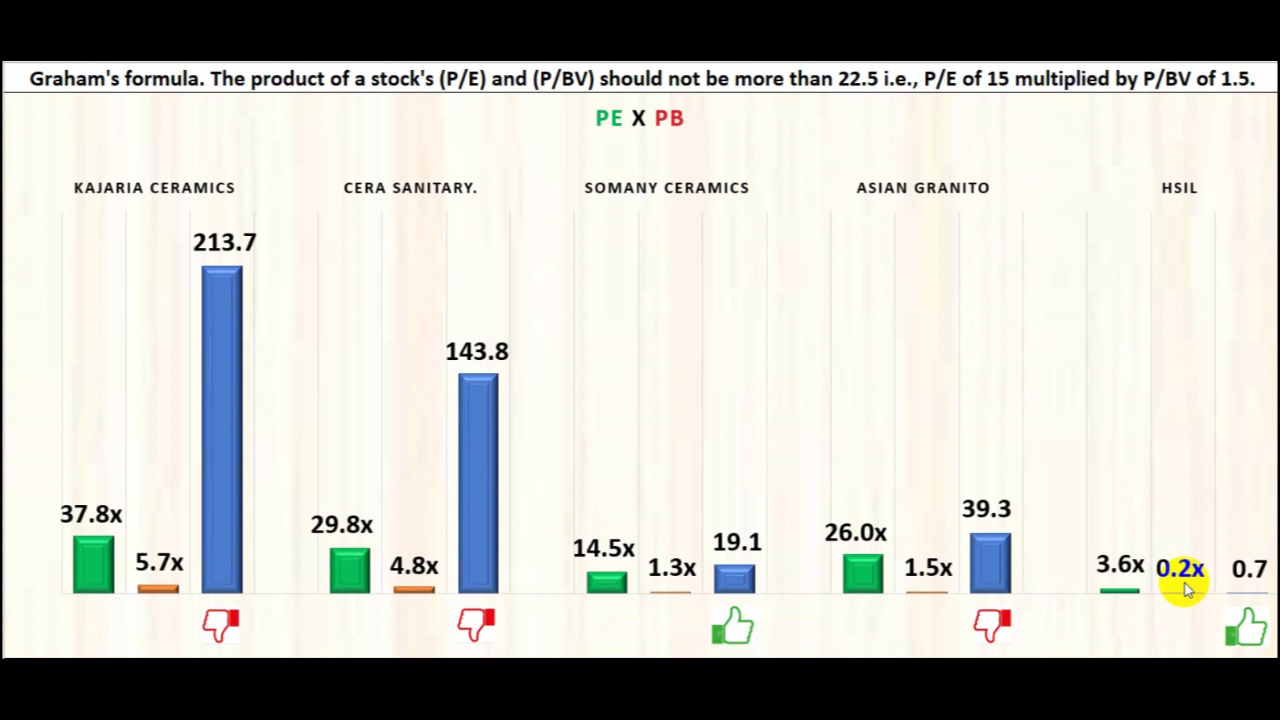 Graham's formula. The product of a stock's (P/E) and (P/BV) should not be more than 22.5 i.e., P/E of 15 multiplied by P/BV of 1.5.
PE X PB
KAJARIA CERAMICS CERA SANITARY. SOMANY CERAMICS ASIAN GRANITO HSIL
213.7
143.8
37.8x 5.7x
29.8x 4.8x
14.5x 1.3x 19.1
26.0x 1.5x 39.3
3.6x 0.2x 0.7